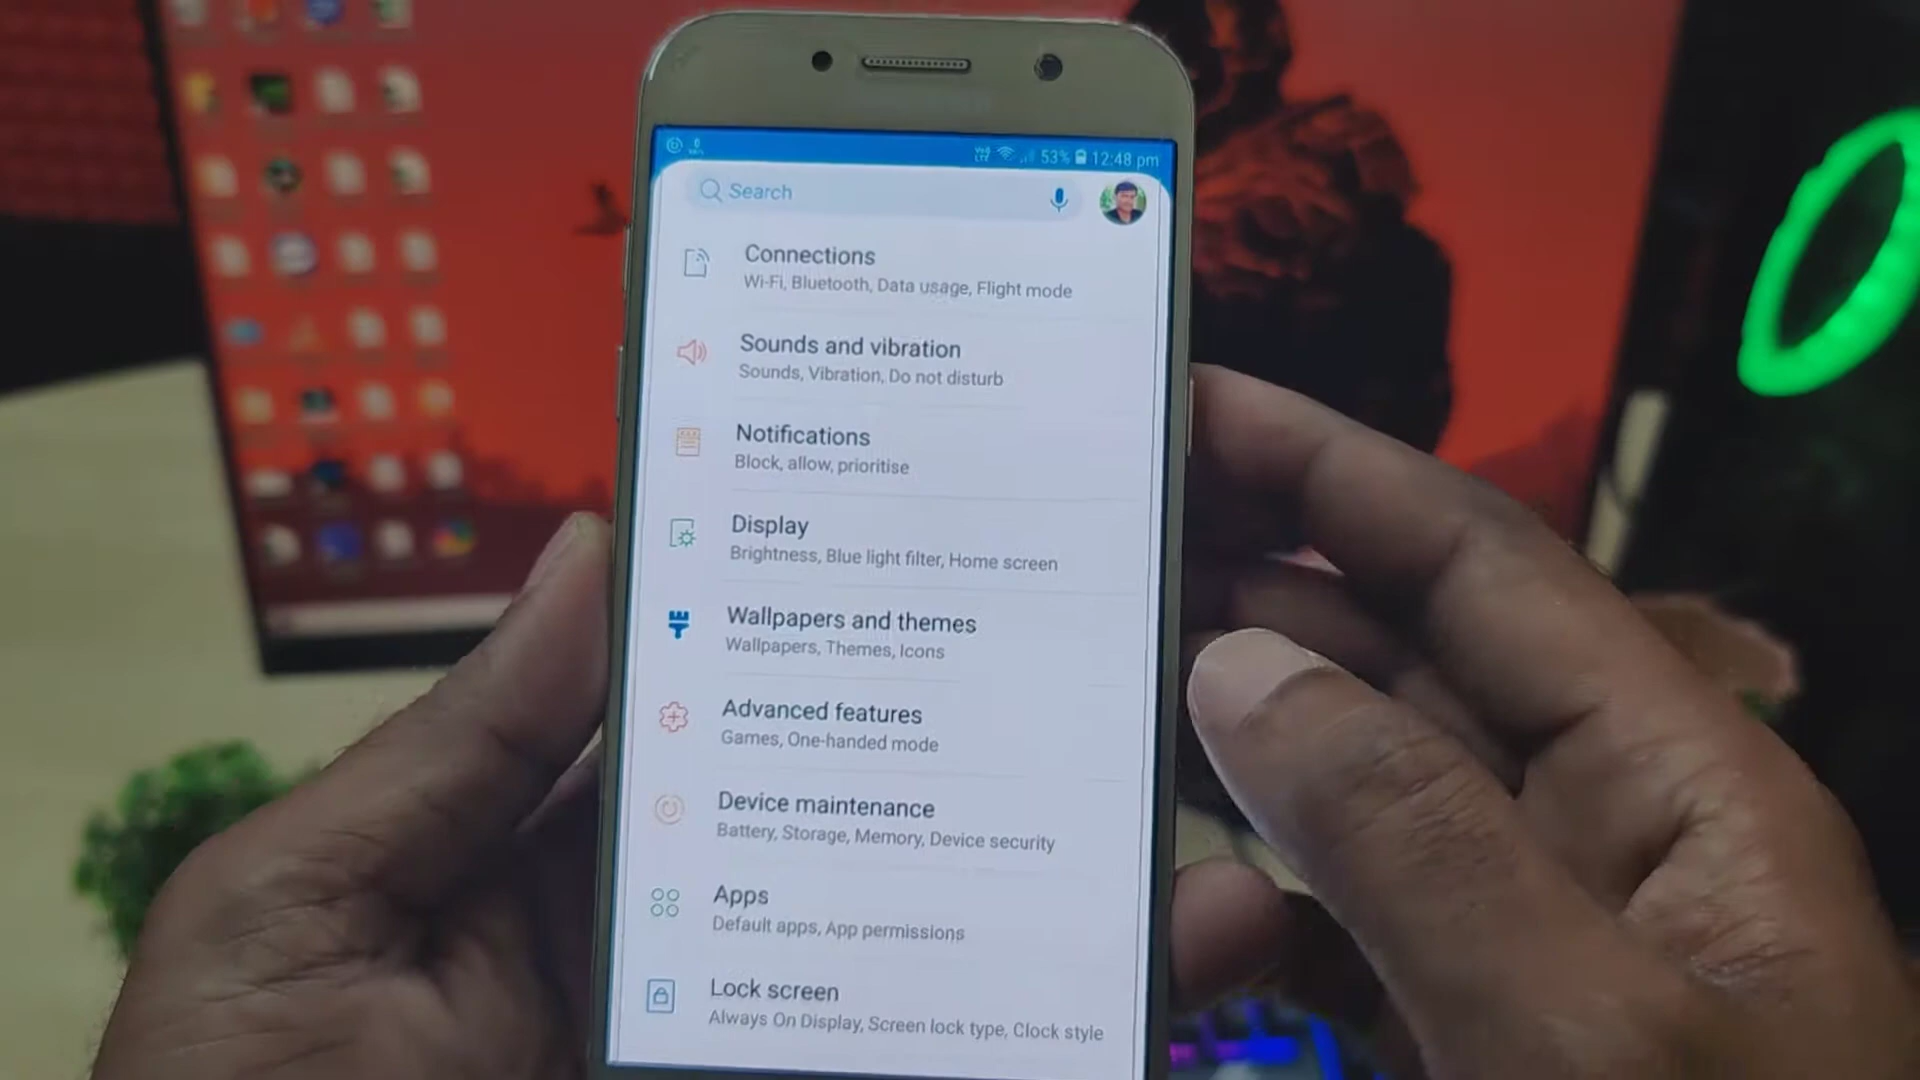 VoLTE 53% 12:48 pm
Search
Connections
Wi-Fi, Bluetooth, Data usage, Flight mode
Sounds and vibration
Sounds, Vibration, Do not disturb
Notifications
Block, allow, prioritise
Display
Brightness, Blue light filter, Home screen
Wallpapers and themes
Wallpapers, Themes, Icons
Advanced features
Games, One-handed mode
Device maintenance
Battery, Storage, Memory, Device security
Apps
Default apps, App permissions
Lock screen
Always On Display, Screen lock type, Clock style